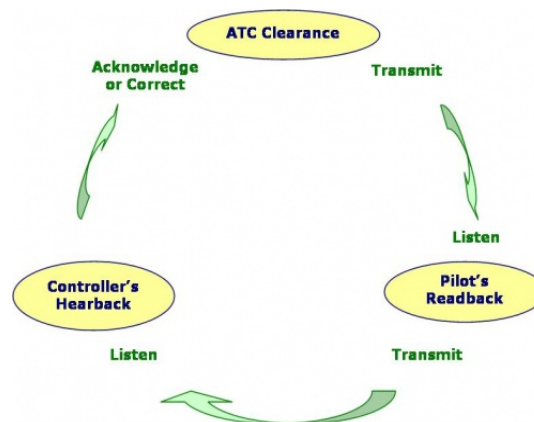 ATC Clearance
Acknowledge
or Correct
Transmit
Listen
Controller's
Hearback
Pilot's
Readback
Listen
Transmit